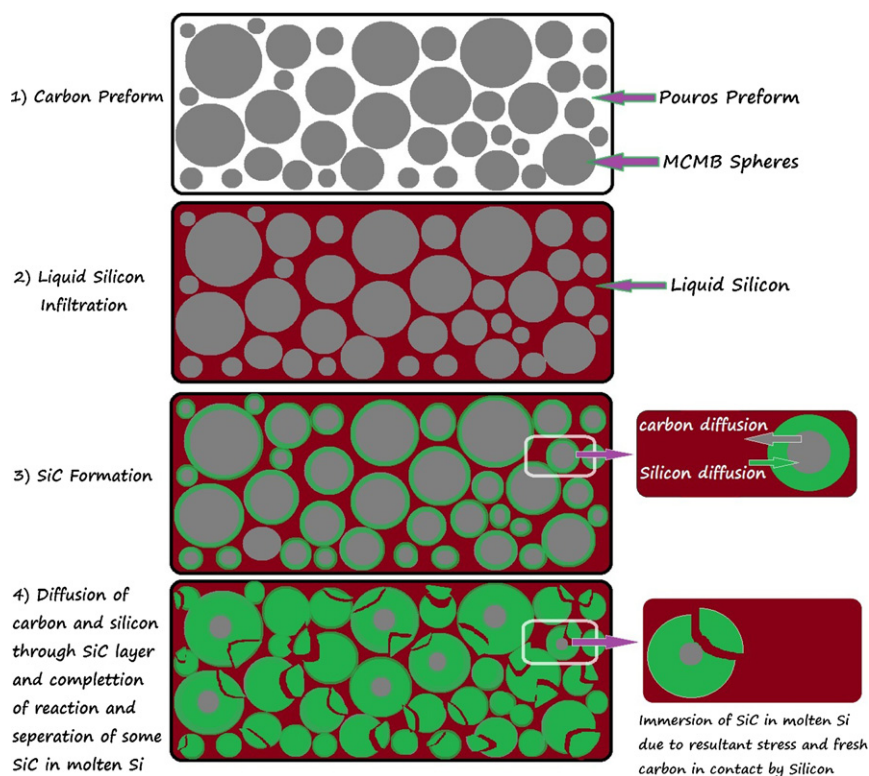 1) Carbon Preform
Pouros Preform
MCMB Spheres
2) Liquid Silicon
Infiltration
Liquid Silicon
3) SiC Formation
carbon diffusion
Silicon diffusion
4) Diffusion of
carbon and silicon
through SiC layer
and complettion
of reaction and
seperation of some
SiC in molten Si
Immersion of SiC in molten Si
due to resultant stress and fresh
carbon in contact by Silicon